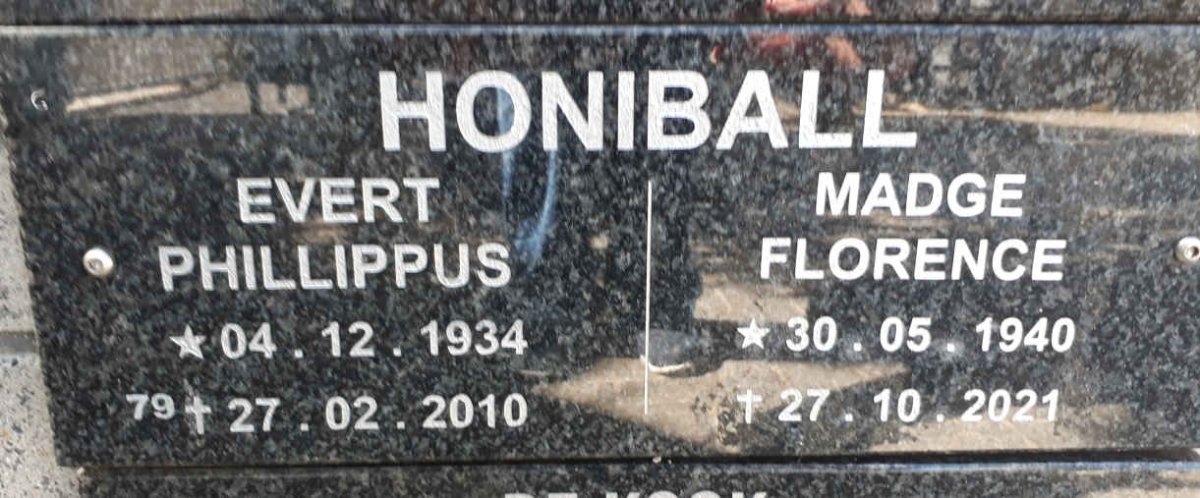 HONIBALL
EVERT
PHILLIPPUS
★ 04 . 12 . 1934
79 † 27 . 02 . 2010
MADGE
FLORENCE
★ 30 . 05 . 1940
† 27 . 10 . 2021